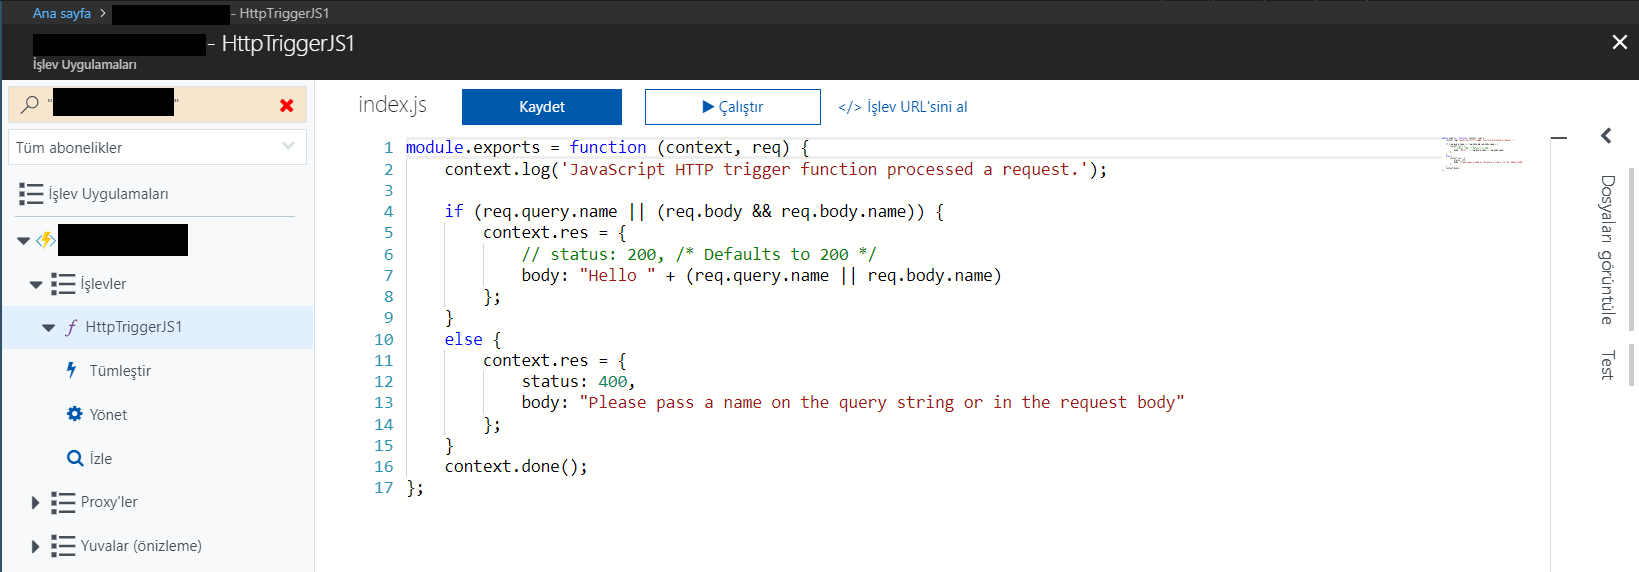 Ana sayfa > - HttpTriggerJS1
- HttpTriggerJS1
İşlev Uygulamaları
" "
Tüm abonelikler
İşlev Uygulamaları
İşlevler
HttpTriggerJS1
Tümleştir
Yönet
İzle
Proxy'ler
Yuvalar (önizleme)
index.js
Kaydet
Çalıştır
</> İşlev URL'sini al
1 module.exports = function (context, req) {
2     context.log('JavaScript HTTP trigger function processed a request.');
3
4     if (req.query.name || (req.body && req.body.name)) {
5         context.res = {
6             // status: 200, /* Defaults to 200 */
7             body: "Hello " + (req.query.name || req.body.name)
8         };
9     }
10     else {
11         context.res = {
12             status: 400,
13             body: "Please pass a name on the query string or in the request body"
14         };
15     }
16     context.done();
17 };
Dosyaları görüntüle
Test